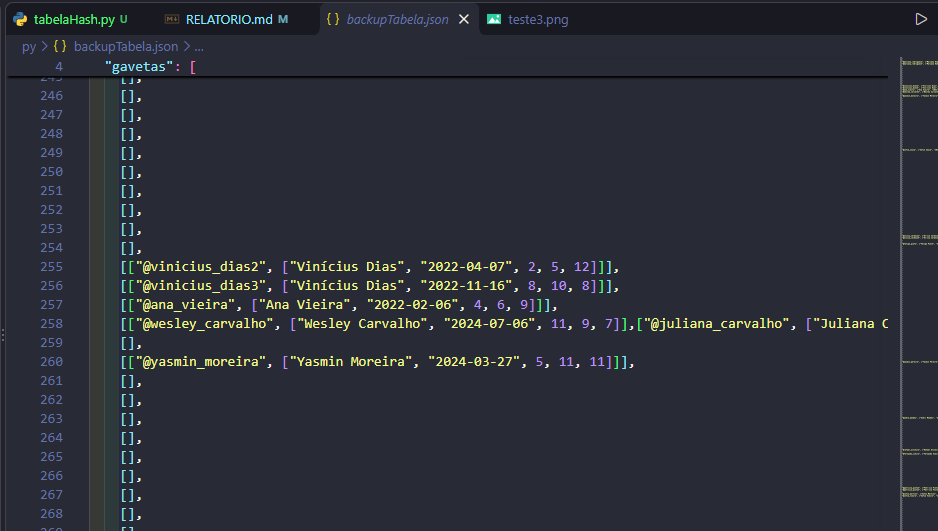 tabelaHash.py U
RELATORIO.md M
{ } backupTabela.json
teste3.png
py > { } backupTabela.json > ...
4 "gavetas": [
245 [],
246 [],
247 [],
248 [],
249 [],
250 [],
251 [],
252 [],
253 [],
254 [],
255 [["@vinicius_dias2", ["Vinícius Dias", "2022-04-07", 2, 5, 12]]],
256 [["@vinicius_dias3", ["Vinícius Dias", "2022-11-16", 8, 10, 8]]],
257 [["@ana_vieira", ["Ana Vieira", "2022-02-06", 4, 6, 9]]],
258 [["@wesley_carvalho", ["Wesley Carvalho", "2024-07-06", 11, 9, 7]],["@juliana_carvalho", ["Juliana C
259 [],
260 [["@yasmin_moreira", ["Yasmin Moreira", "2024-03-27", 5, 11, 11]]],
261 [],
262 [],
263 [],
264 [],
265 [],
266 [],
267 [],
268 [],